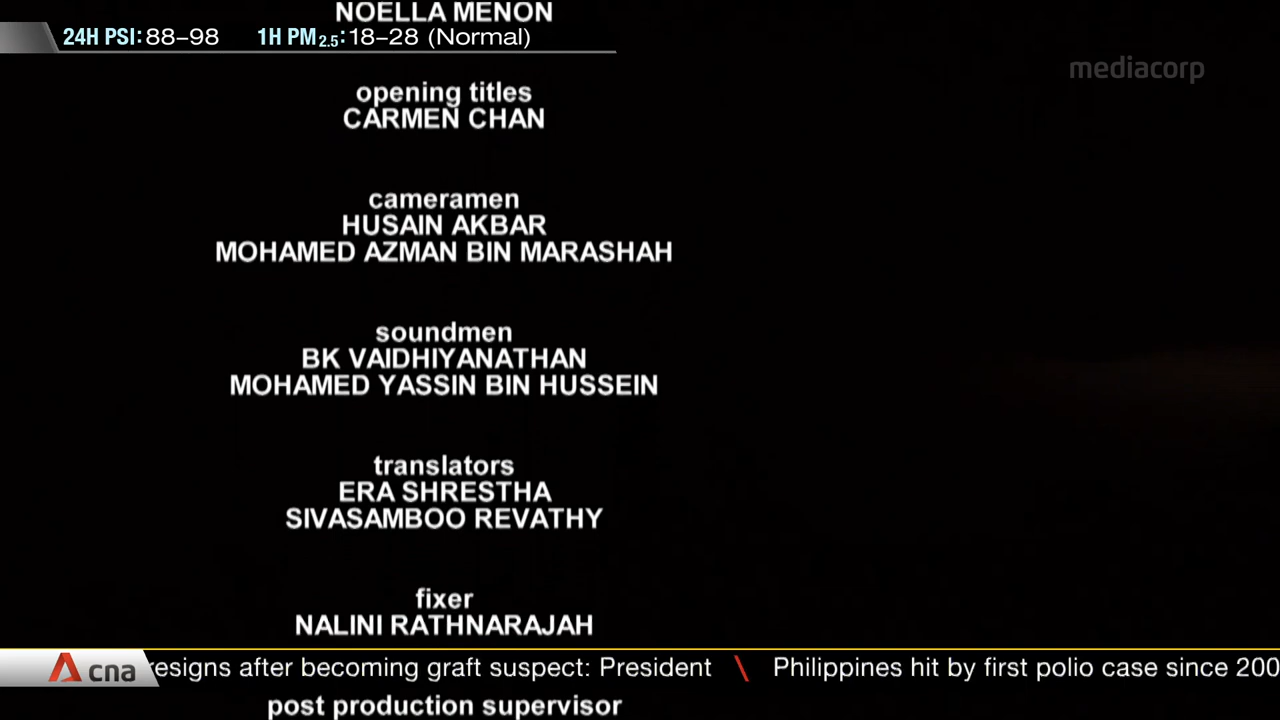 NOELLA MENON
24H PSI: 88–98 1H PM2.5: 18–28 (Normal)
mediacorp
opening titles
CARMEN CHAN
cameramen
HUSAIN AKBAR
MOHAMED AZMAN BIN MARASHAH
soundmen
BK VAIDHIYANATHAN
MOHAMED YASSIN BIN HUSSEIN
translators
ERA SHRESTHA
SIVASAMBOO REVATHY
fixer
NALINI RATHNARAJAH
cna resigns after becoming graft suspect: President \ Philippines hit by first polio case since 200
post production supervisor